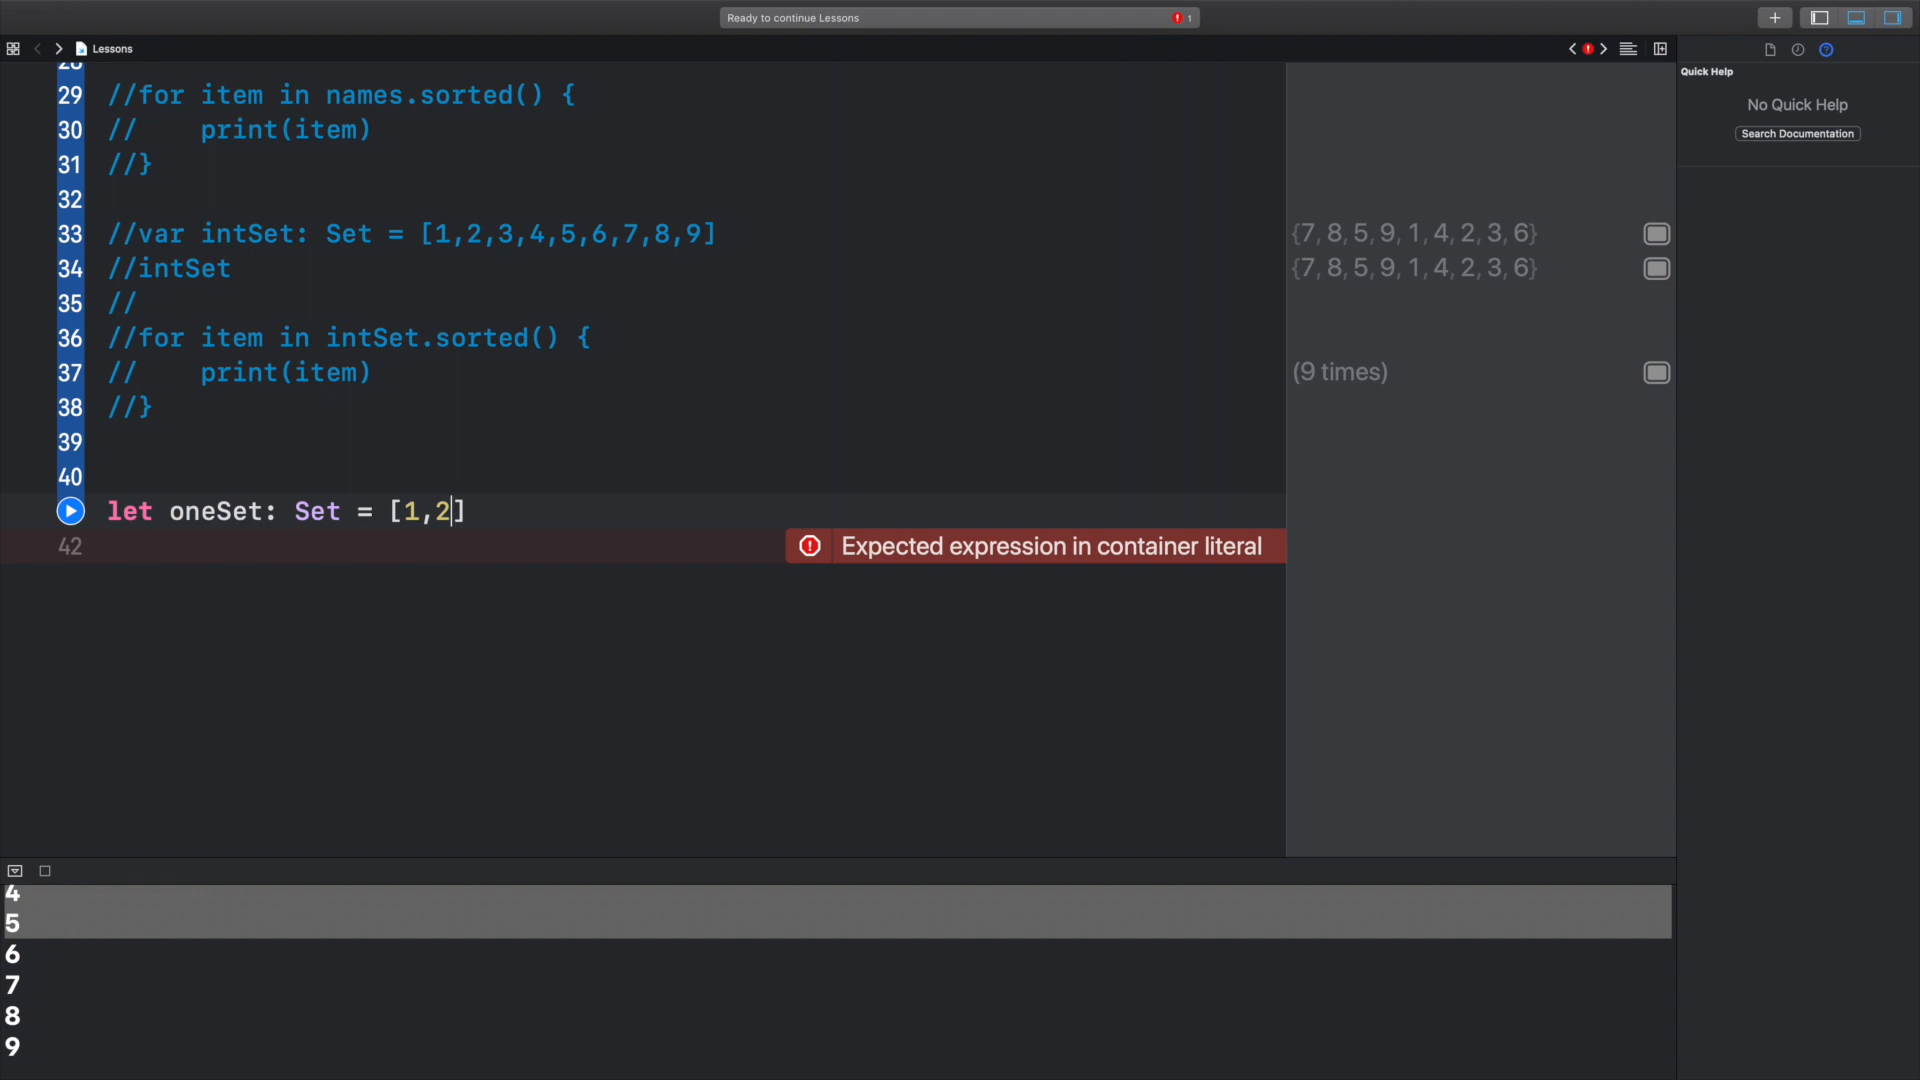 Ready to continue Lessons
1
Lessons
28
29 //for item in names.sorted() {
30 //    print(item)
31 //}
32
33 //var intSet: Set = [1,2,3,4,5,6,7,8,9]
{7, 8, 5, 9, 1, 4, 2, 3, 6}
34 //intSet
{7, 8, 5, 9, 1, 4, 2, 3, 6}
35 //
36 //for item in intSet.sorted() {
37 //    print(item)
(9 times)
38 //}
39
40
let oneSet: Set = [1,2]
42
Expected expression in container literal
Quick Help
No Quick Help
Search Documentation
4
5
6
7
8
9